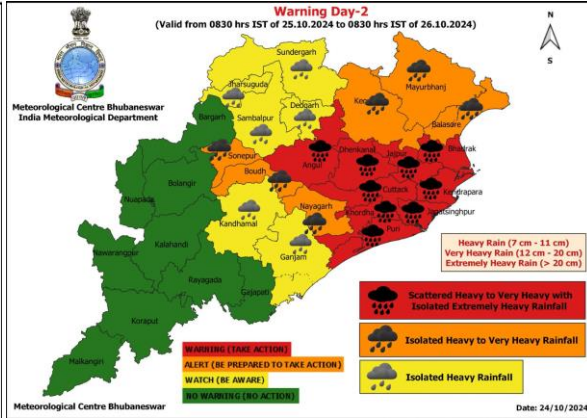 Warning Day-2
(Valid from 0830 hrs IST of 25.10.2024 to 0830 hrs IST of 26.10.2024)
N
S
Meteorological Centre Bhubaneswar
India Meteorological Department
Sundergarh
Jharsuguda
Mayurbhanj
Deogarh
Sambalpur
Bargarh
Balasore
Sonepur
Dhenkanal
Jajpur
Bhadrak
Angul
Boudh
Bolangir
Nuapada
Cuttack
Kendrapara
Nayagarh
Khordha
Jagatsinghpur
Kandhamal
Puri
Kalahandi
Nawarangpur
Ganjam
Rayagada
Gajapati
Koraput
Malkangiri
Heavy Rain (7 cm - 11 cm)
Very Heavy Rain (12 cm - 20 cm)
Extremely Heavy Rain (> 20 cm)
Scattered Heavy to Very Heavy with
Isolated Extremely Heavy Rainfall
Isolated Heavy to Very Heavy Rainfall
Isolated Heavy Rainfall
WARNING (TAKE ACTION)
ALERT (BE PREPARED TO TAKE ACTION)
WATCH (BE AWARE)
NO WARNING (NO ACTION)
Meteorological Centre Bhubaneswar
Date: 24/10/2024